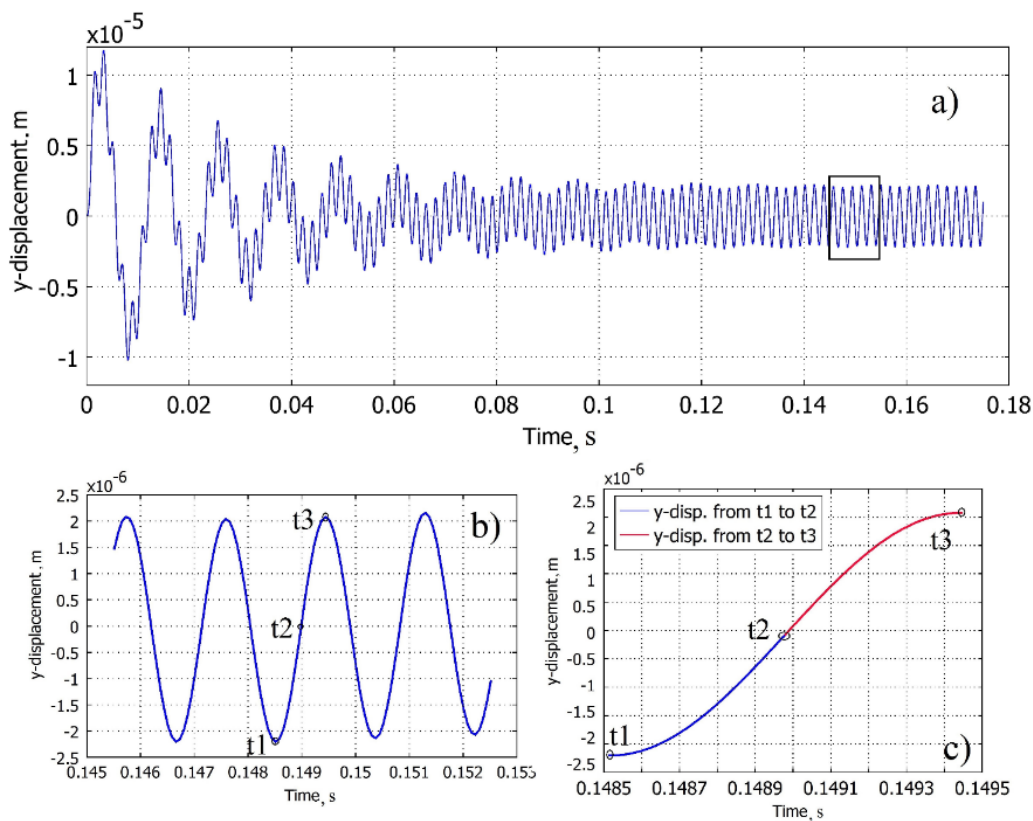 x10⁻⁵
1
0.5
0
-0.5
-1
y-displacement. m
a)
0 0.02 0.04 0.06 0.08 0.1 0.12 0.14 0.16 0.18
Time, s
x10⁻⁶
2.5
2
1.5
1
0.5
0
-0.5
-1
-1.5
-2
-2.5
y-displacement. m
b)
t3
t2
t1
0.145 0.146 0.147 0.148 0.149 0.15 0.151 0.152 0.153
Time, s
x10⁻⁶
2.5
2
1.5
1
0.5
0
-0.5
-1
-1.5
-2
-2.5
y-displacement. m
y-disp. from t1 to t2
y-disp. from t2 to t3
t3
t2
t1
c)
0.1485 0.1487 0.1489 0.1491 0.1493 0.1495
Time, s